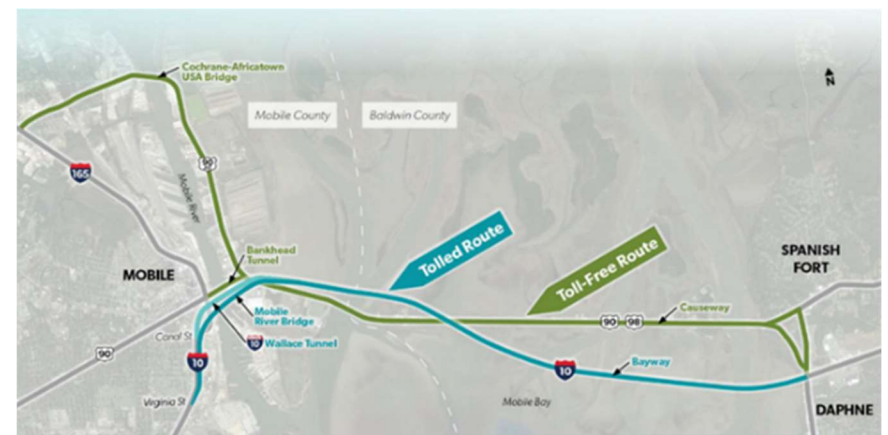 Cochrane-Africatown
USA Bridge
N
Mobile County
Baldwin County
90
165
Mobile River
Tolled Route
Toll-Free Route
SPANISH
FORT
Bankhead
Tunnel
MOBILE
Causeway
90 98
Mobile
River Bridge
Canal St
10 Wallace Tunnel
90
10
Bayway
10
Virginia St
Mobile Bay
DAPHNE